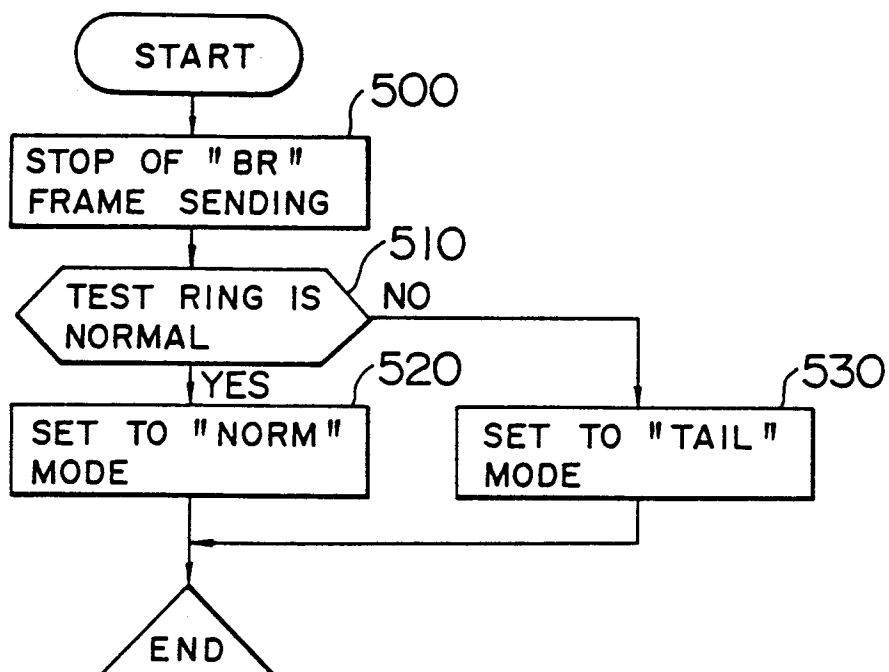 START
500
STOP OF "BR"
FRAME SENDING
510
TEST RING IS
NORMAL
NO
YES
520
SET TO "NORM"
MODE
530
SET TO "TAIL"
MODE
END